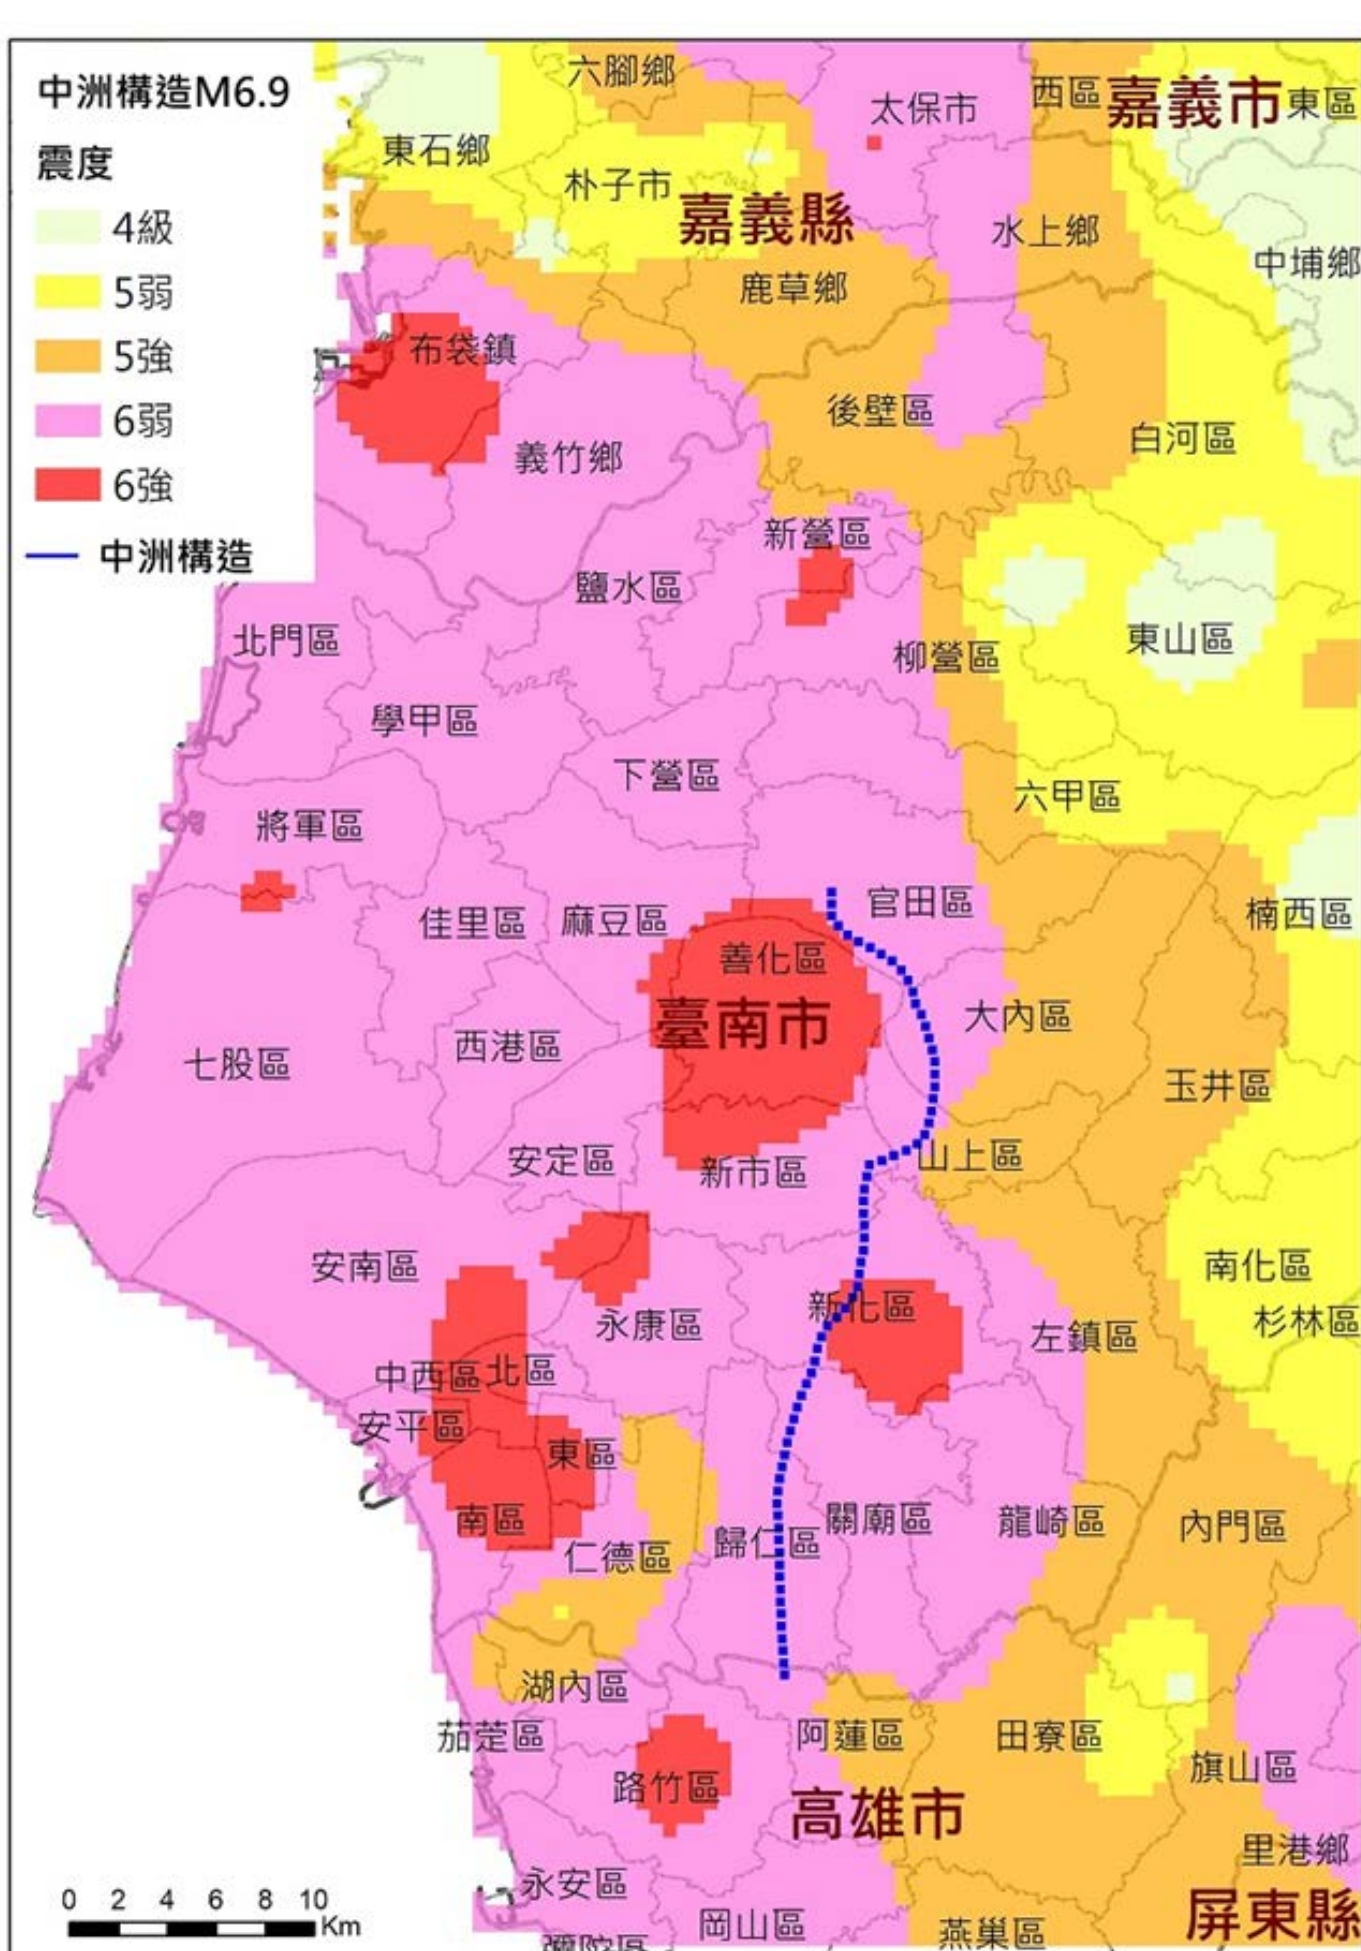 中洲構造M6.9
震度
4級
5弱
5強
6弱
6強
中洲構造
六腳鄉
太保市
西區
嘉義市
東區
東石鄉
朴子市
嘉義縣
水上鄉
中埔鄉
鹿草鄉
布袋鎮
後壁區
白河區
義竹鄉
新營區
鹽水區
北門區
東山區
柳營區
學甲區
下營區
六甲區
將軍區
官田區
楠西區
佳里區
麻豆區
善化區
臺南市
大內區
西港區
七股區
玉井區
安定區
新市區
山上區
安南區
南化區
新化區
杉林區
永康區
左鎮區
中西區
北區
安平區
東區
南區
關廟區
龍崎區
內門區
歸仁區
仁德區
湖內區
茄萣區
阿蓮區
田寮區
旗山區
路竹區
高雄市
里港鄉
永安區
屏東縣
岡山區
燕巢區
彌陀區
0 2 4 6 8 10
Km